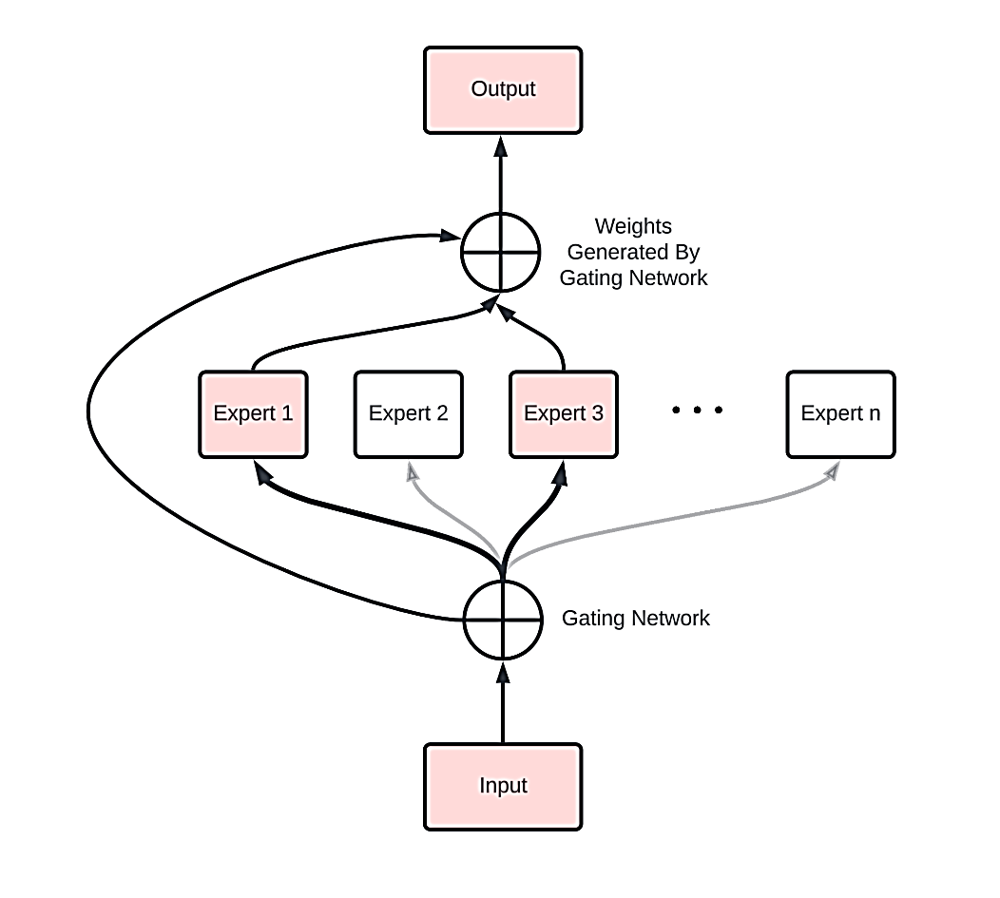 Output
Weights
Generated By
Gating Network
Expert 1
Expert 2
Expert 3
Expert n
Gating Network
Input